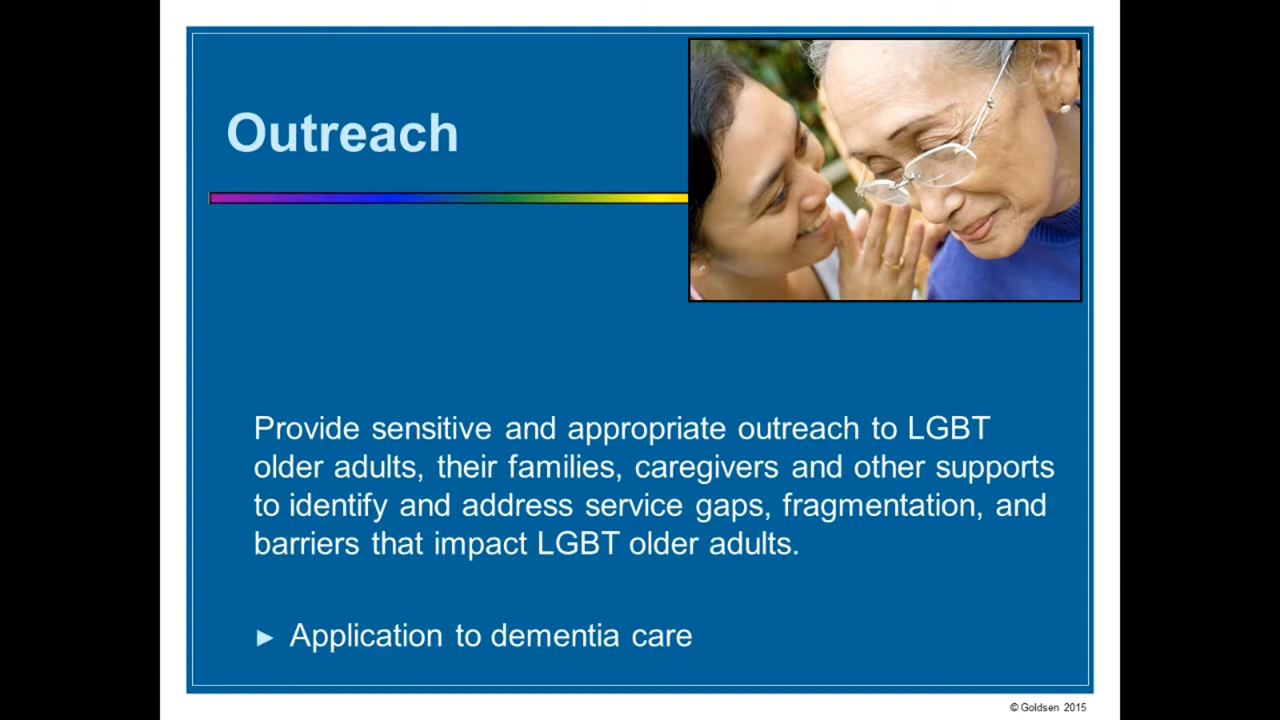 Outreach
Provide sensitive and appropriate outreach to LGBT
older adults, their families, caregivers and other supports
to identify and address service gaps, fragmentation, and
barriers that impact LGBT older adults.
► Application to dementia care
© Goldsen 2015